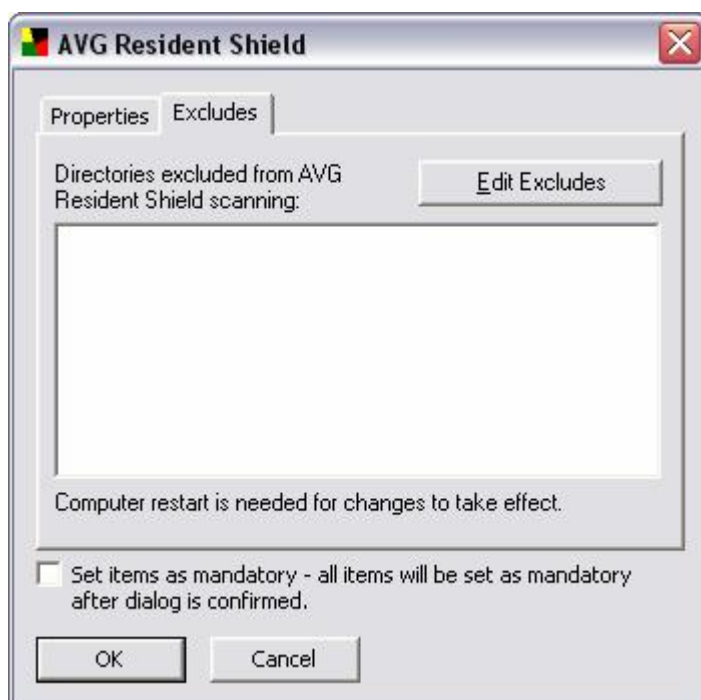 AVG Resident Shield
Properties
Excludes
Directories excluded from AVG
Resident Shield scanning:
Edit Excludes
Computer restart is needed for changes to take effect.
Set items as mandatory - all items will be set as mandatory
after dialog is confirmed.
OK
Cancel